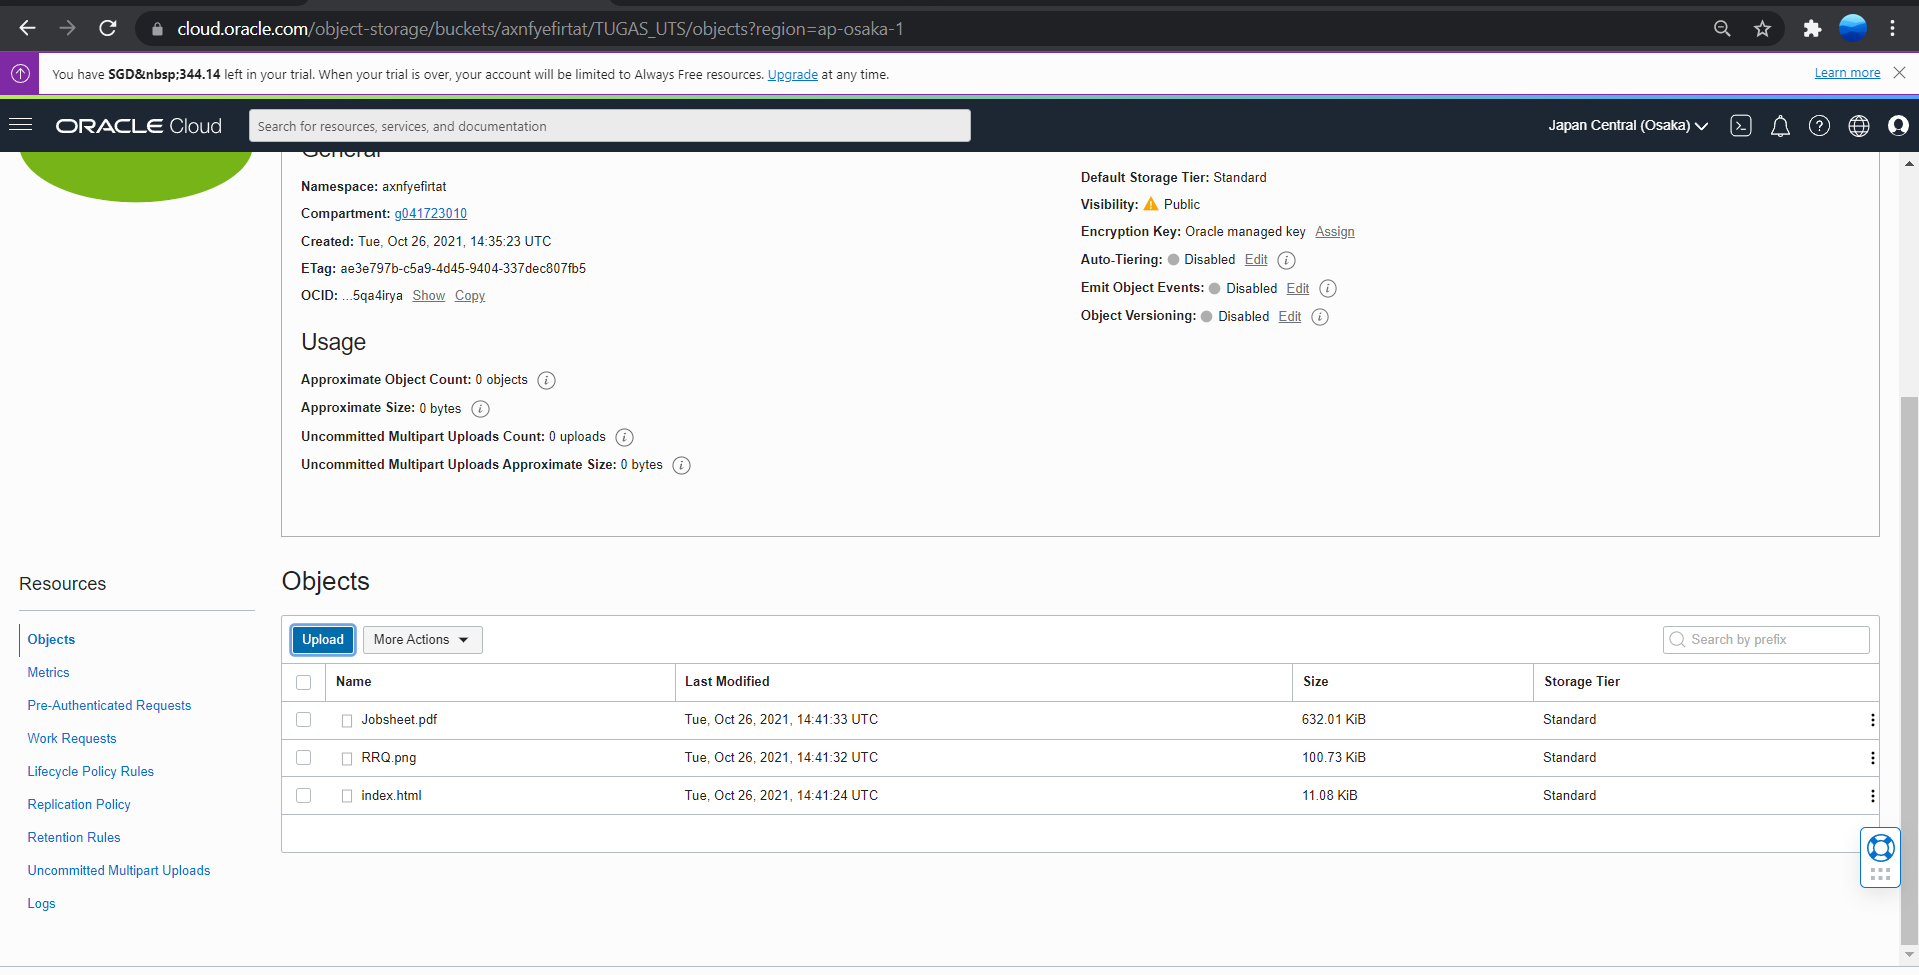 cloud.oracle.com/object-storage/buckets/axnfyefirtat/TUGAS_UTS/objects?region=ap-osaka-1
You have SGD&nbsp;344.14 left in your trial. When your trial is over, your account will be limited to Always Free resources. Upgrade at any time.
Learn more
ORACLE Cloud
Search for resources, services, and documentation
Japan Central (Osaka)
General
Namespace: axnfyefirtat
Compartment: g041723010
Created: Tue, Oct 26, 2021, 14:35:23 UTC
ETag: ae3e797b-c5a9-4d45-9404-337dec807fb5
OCID: ...5qa4irya Show Copy
Usage
Approximate Object Count: 0 objects
Approximate Size: 0 bytes
Uncommitted Multipart Uploads Count: 0 uploads
Uncommitted Multipart Uploads Approximate Size: 0 bytes
Default Storage Tier: Standard
Visibility: Public
Encryption Key: Oracle managed key Assign
Auto-Tiering: Disabled Edit
Emit Object Events: Disabled Edit
Object Versioning: Disabled Edit
Resources
Objects
Metrics
Pre-Authenticated Requests
Work Requests
Lifecycle Policy Rules
Replication Policy
Retention Rules
Uncommitted Multipart Uploads
Logs
Objects
Upload More Actions
Search by prefix
Name Last Modified Size Storage Tier
Jobsheet.pdf Tue, Oct 26, 2021, 14:41:33 UTC 632.01 KiB Standard
RRQ.png Tue, Oct 26, 2021, 14:41:32 UTC 100.73 KiB Standard
index.html Tue, Oct 26, 2021, 14:41:24 UTC 11.08 KiB Standard